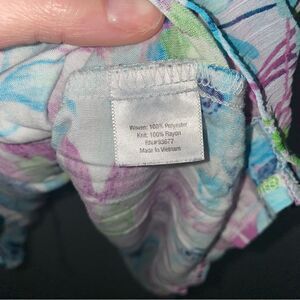 Woven: 100% Polyester
Knit: 100% Rayon
RN#93677
Made in Vietnam